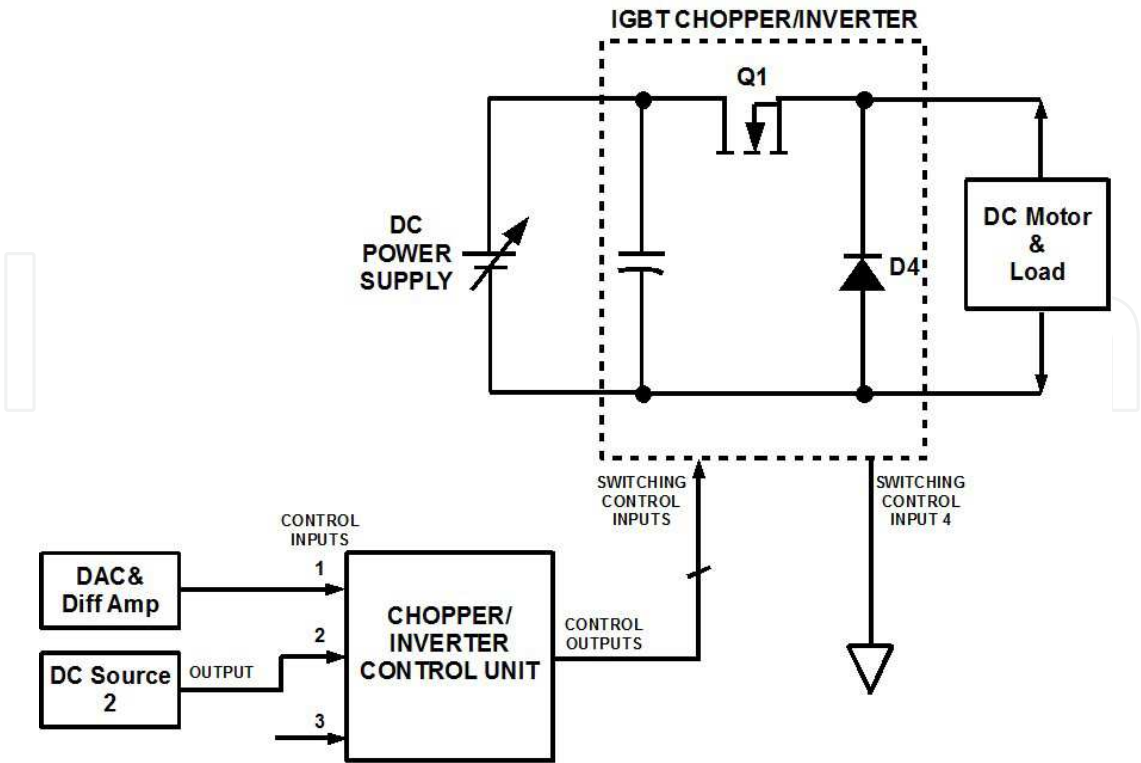 IGBT CHOPPER/INVERTER
Q1
DC
POWER
SUPPLY
D4
DC Motor
&
Load
SWITCHING
CONTROL
INPUTS
SWITCHING
CONTROL
INPUT 4
CONTROL
INPUTS
DAC&
Diff Amp
1
CHOPPER/
INVERTER
CONTROL UNIT
2
CONTROL
OUTPUTS
DC Source
2
OUTPUT
3